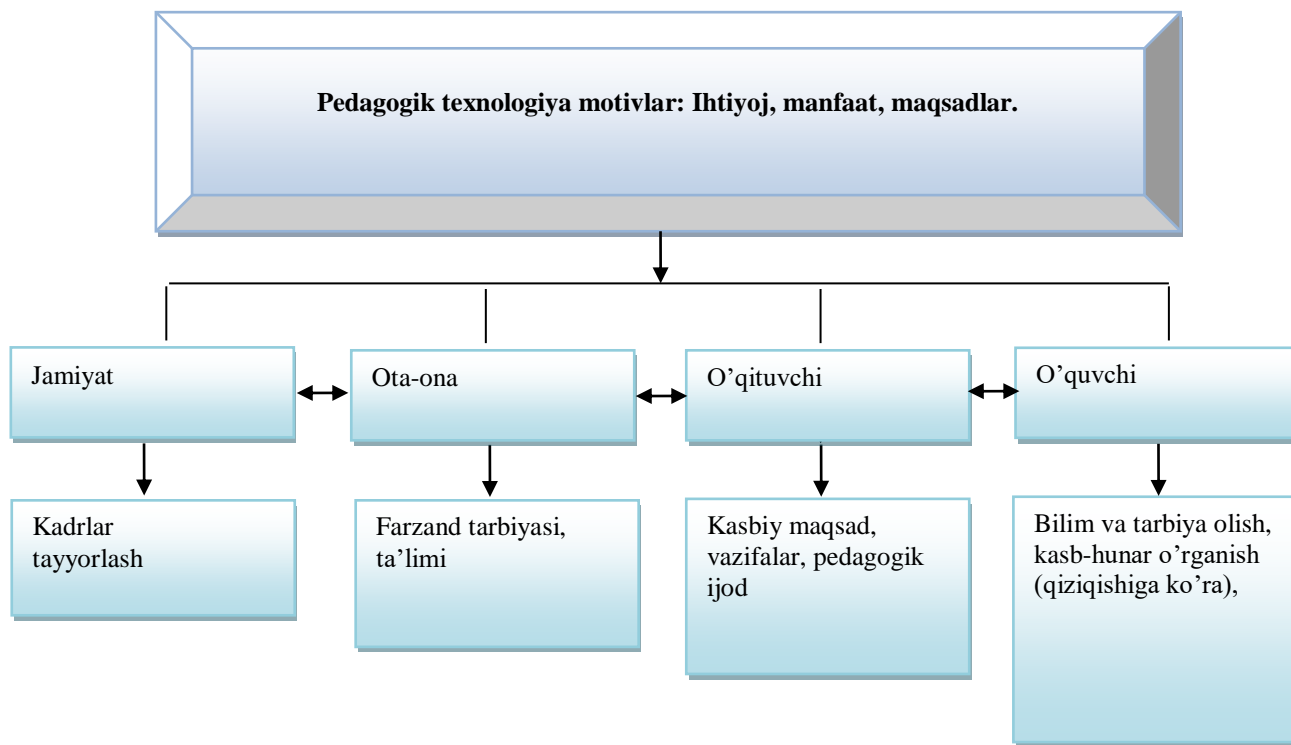 Pedagogik texnologiya motivlar: Ihtiyoj, manfaat, maqsadlar.
Jamiyat
Ota-ona
O’qituvchi
O’quvchi
Kadrlar
tayyorlash
Farzand tarbiyasi,
ta’limi
Kasbiy maqsad,
vazifalar, pedagogik
ijod
Bilim va tarbiya olish,
kasb-hunar o’rganish
(qiziqishiga ko’ra),